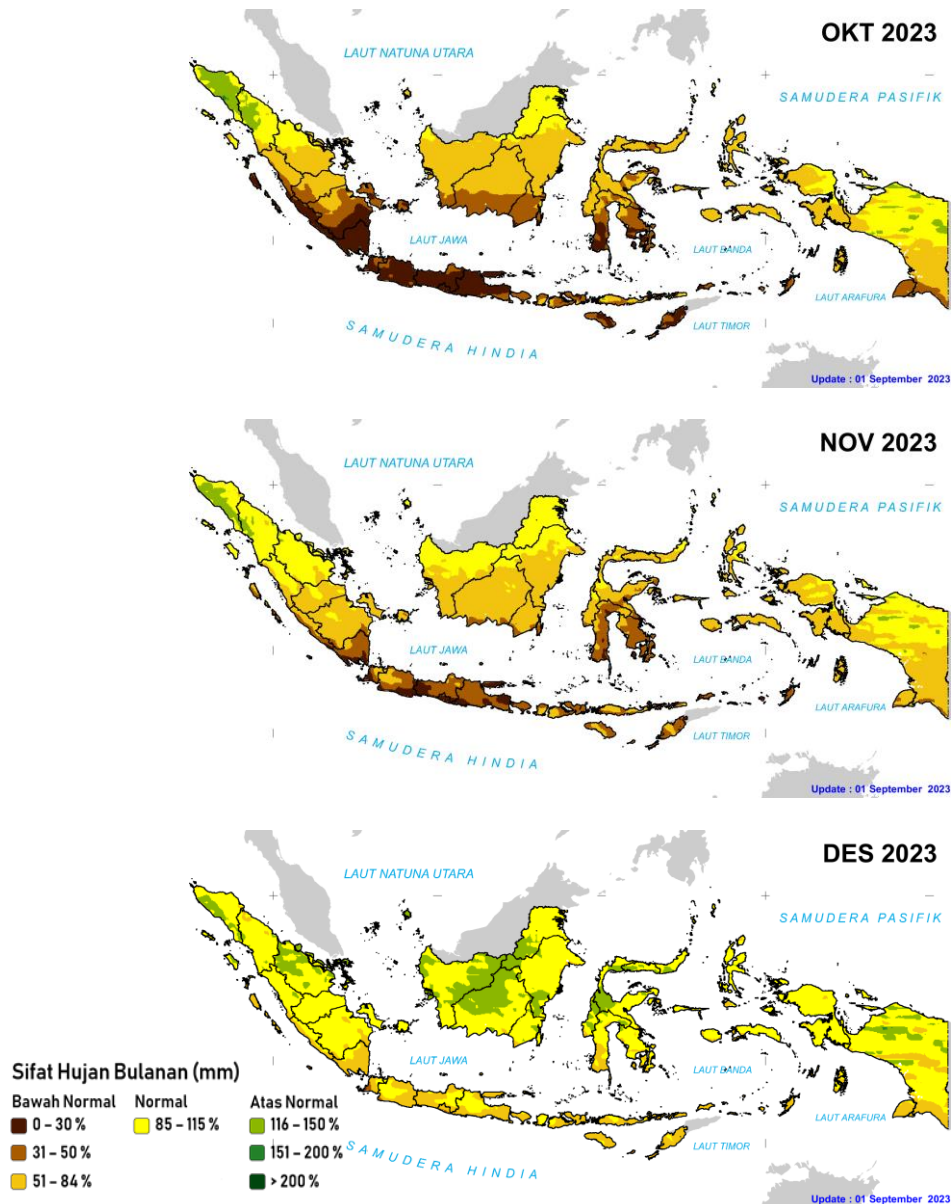 OKT 2023
LAUT NATUNA UTARA
SAMUDERA PASIFIK
LAUT JAWA
LAUT BANDA
LAUT ARAFURA
LAUT TIMOR
SAMUDERA HINDIA
Update : 01 September 2023
NOV 2023
LAUT NATUNA UTARA
SAMUDERA PASIFIK
LAUT JAWA
LAUT BANDA
LAUT ARAFURA
LAUT TIMOR
SAMUDERA HINDIA
Update : 01 September 2023
DES 2023
LAUT NATUNA UTARA
SAMUDERA PASIFIK
LAUT JAWA
LAUT BANDA
LAUT ARAFURA
LAUT TIMOR
SAMUDERA HINDIA
Update : 01 September 2023
Sifat Hujan Bulanan (mm)
Bawah Normal Normal Atas Normal
0 – 30 % 85 – 115 % 116 – 150 %
31 – 50 % 151 – 200 %
51 – 84 % > 200 %